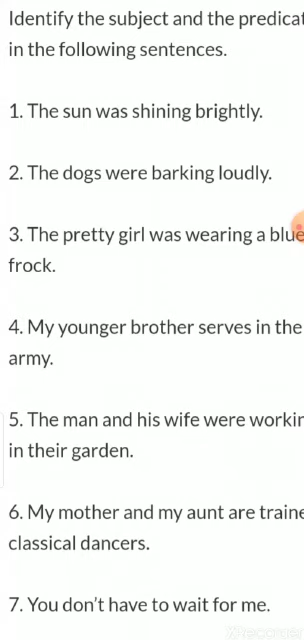 Identify the subject and the predicat
in the following sentences.
1. The sun was shining brightly.
2. The dogs were barking loudly.
3. The pretty girl was wearing a blue
frock.
4. My younger brother serves in the
army.
5. The man and his wife were workin
in their garden.
6. My mother and my aunt are traine
classical dancers.
7. You don't have to wait for me.